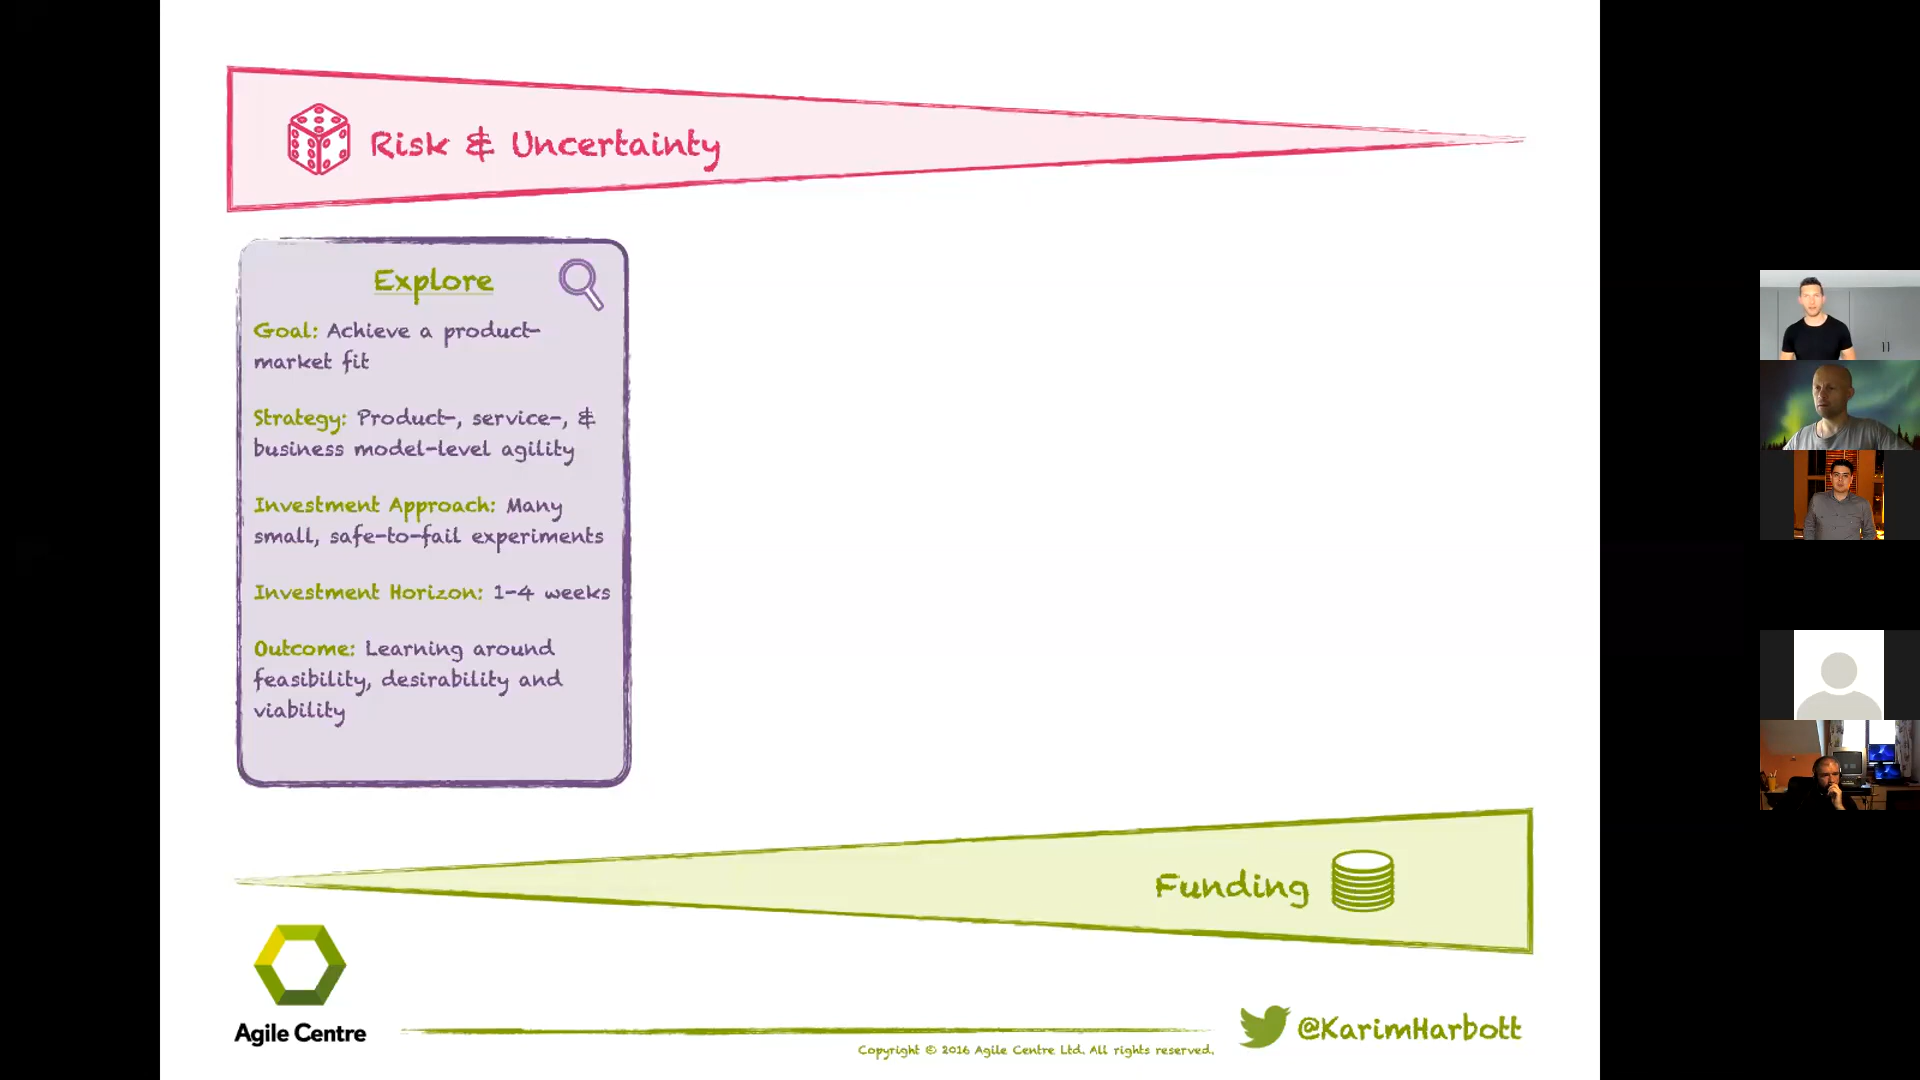 Risk & Uncertainty
Explore
Goal: Achieve a product-
market fit
Strategy: Product-, service-, &
business model-level agility
Investment Approach: Many
small, safe-to-fail experiments
Investment Horizon: 1-4 weeks
Outcome: Learning around
feasibility, desirability and
viability
Funding
Agile Centre
@KarimHarbott
Copyright © 2016 Agile Centre Ltd. All rights reserved.